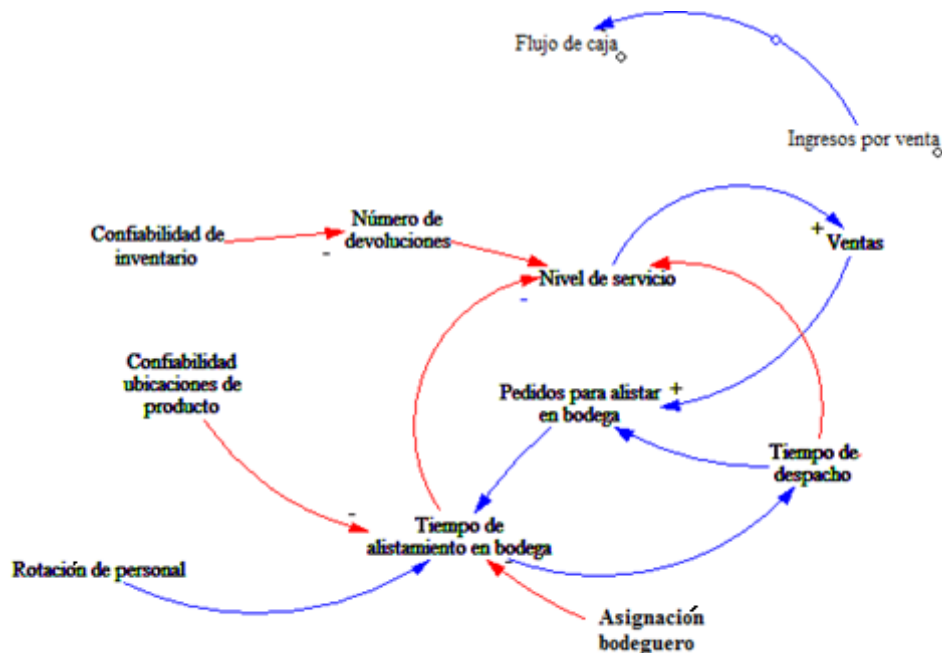 Flujo de caja
Ingresos por venta
Confiabilidad de
inventario
-
Número de
devoluciones
Nivel de servicio
-
+
Ventas
Confiabilidad
ubicaciones de
producto
-
Pedidos para alistar
en bodega
+
Tiempo de
despacho
Tiempo de
alistamiento en bodega
-
Rotación de personal
Asignación
bodeguero